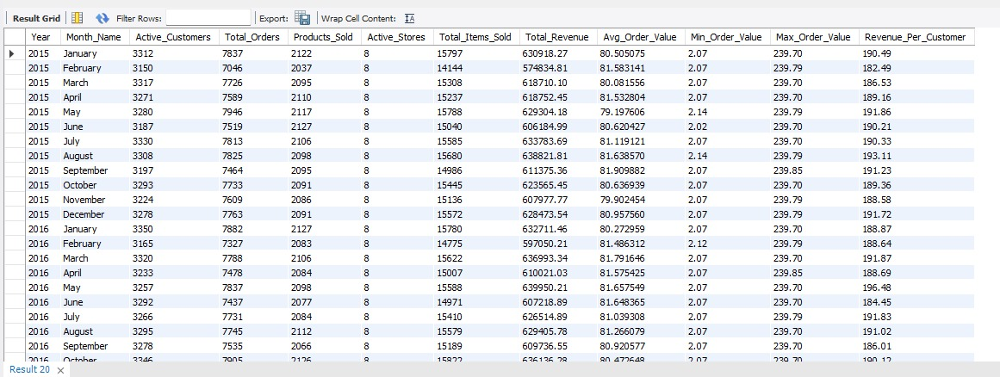 Result Grid Filter Rows: Export: Wrap Cell Content:
Year Month_Name Active_Customers Total_Orders Products_Sold Active_Stores Total_Items_Sold Total_Revenue Avg_Order_Value Min_Order_Value Max_Order_Value Revenue_Per_Customer
2015 January 3312 7837 2122 8 15797 630918.27 80.505075 2.07 239.70 190.49
2015 February 3150 7046 2037 8 14144 574834.81 81.583141 2.07 239.79 182.49
2015 March 3317 7726 2095 8 15308 618710.10 80.081556 2.07 239.70 186.53
2015 April 3271 7589 2110 8 15237 618752.45 81.532804 2.07 239.70 189.16
2015 May 3280 7946 2117 8 15788 629304.18 79.197606 2.14 239.79 191.86
2015 June 3187 7519 2127 8 15040 606184.99 80.620427 2.02 239.70 190.21
2015 July 3330 7813 2106 8 15585 633783.69 81.119121 2.07 239.70 190.33
2015 August 3308 7825 2098 8 15680 638821.81 81.638570 2.14 239.79 193.11
2015 September 3197 7464 2095 8 14986 611375.36 81.909882 2.07 239.85 191.23
2015 October 3293 7733 2091 8 15445 623565.45 80.636939 2.07 239.70 189.36
2015 November 3224 7609 2086 8 15136 607977.77 79.902454 2.07 239.79 188.58
2015 December 3278 7763 2091 8 15572 628473.54 80.957560 2.07 239.70 191.72
2016 January 3350 7882 2127 8 15780 632711.46 80.272959 2.07 239.70 188.87
2016 February 3165 7327 2083 8 14775 597050.21 81.486312 2.12 239.79 188.64
2016 March 3320 7788 2106 8 15622 636993.34 81.791646 2.07 239.70 191.87
2016 April 3233 7478 2084 8 15007 610021.03 81.575425 2.07 239.85 188.69
2016 May 3257 7837 2098 8 15588 639950.21 81.657549 2.07 239.70 196.48
2016 June 3292 7437 2077 8 14971 607218.89 81.648365 2.07 239.70 184.45
2016 July 3266 7731 2084 8 15410 626514.89 81.039308 2.07 239.79 191.83
2016 August 3295 7745 2112 8 15579 629405.78 81.266079 2.07 239.70 191.02
2016 September 3278 7535 2066 8 15189 609736.55 80.920577 2.07 239.70 186.01
2016 October 3346 7905 2126 8 15822 636136.28 80.472648 2.07 239.70 190.12
Result 20